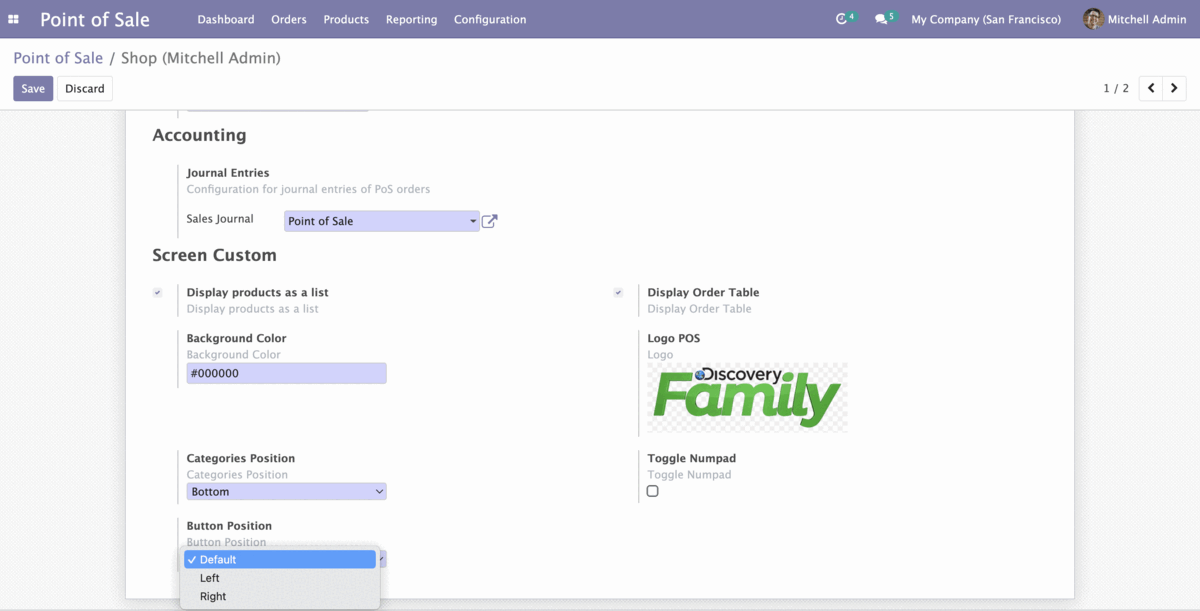 Point of Sale Dashboard Orders Products Reporting Configuration 4 5 My Company (San Francisco) Mitchell Admin
Point of Sale / Shop (Mitchell Admin)
Save Discard 1 / 2
Accounting
Journal Entries
Configuration for journal entries of PoS orders
Sales Journal Point of Sale
Screen Custom
Display products as a list
Display products as a list
Display Order Table
Display Order Table
Background Color
Background Color
#000000
Logo POS
Logo
Discovery
Family
Categories Position
Categories Position
Bottom
Toggle Numpad
Toggle Numpad
Button Position
Button Position
Default
Left
Right